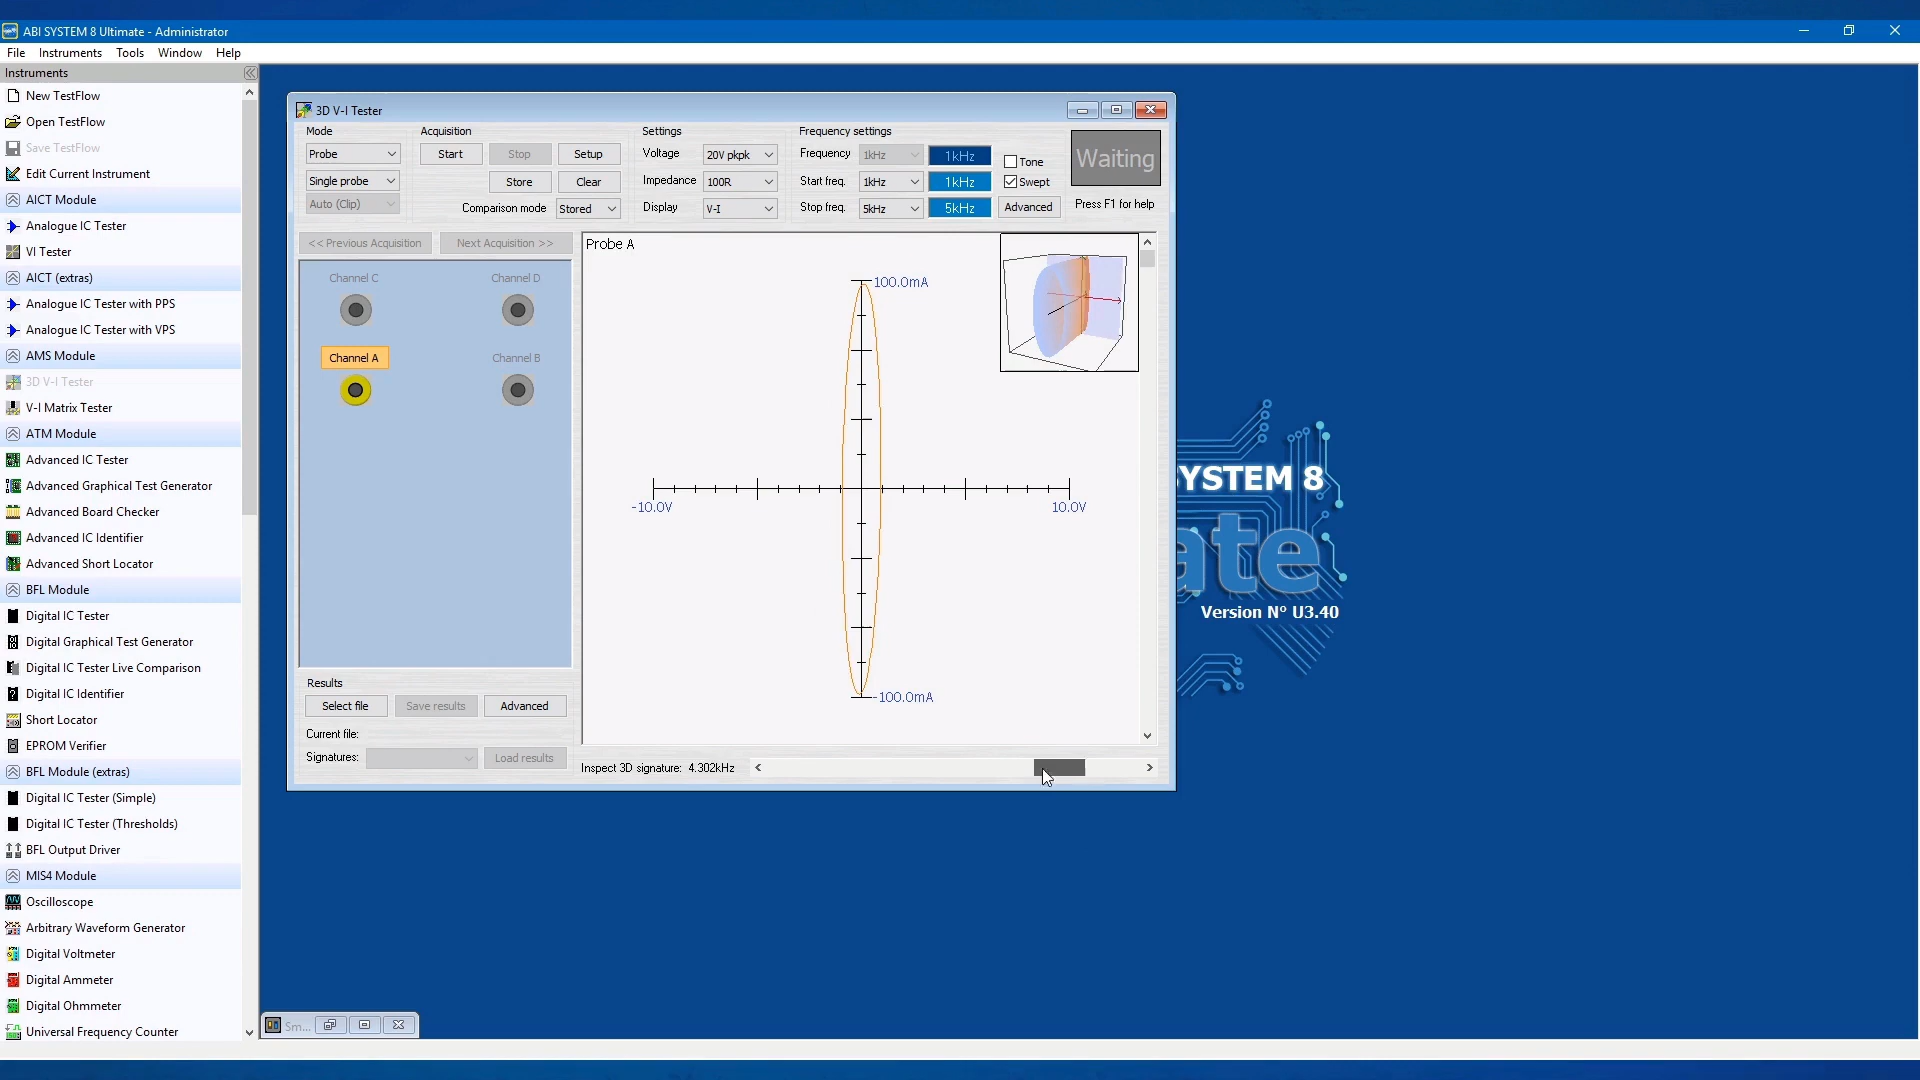 ABI SYSTEM 8 Ultimate - Administrator
File Instruments Tools Window Help
Instruments
New TestFlow
Open TestFlow
Save TestFlow
Edit Current Instrument
AICT Module
Analogue IC Tester
VI Tester
AICT (extras)
Analogue IC Tester with PPS
Analogue IC Tester with VPS
AMS Module
3D V-I Tester
V-I Matrix Tester
ATM Module
Advanced IC Tester
Advanced Graphical Test Generator
Advanced Board Checker
Advanced IC Identifier
Advanced Short Locator
BFL Module
Digital IC Tester
Digital Graphical Test Generator
Digital IC Tester Live Comparison
Digital IC Identifier
Short Locator
EPROM Verifier
BFL Module (extras)
Digital IC Tester (Simple)
Digital IC Tester (Thresholds)
BFL Output Driver
MIS4 Module
Oscilloscope
Arbitrary Waveform Generator
Digital Voltmeter
Digital Ammeter
Digital Ohmmeter
Universal Frequency Counter
3D V-I Tester
Mode Acquisition Settings Frequency settings
Probe Start Stop Setup Voltage 20V pkpk Frequency 1kHz 1kHz Tone
Single probe Store Clear Impedance 100R Start freq. 1kHz 1kHz Swept
Auto (Clip) Comparison mode Stored Display V-I Stop freq. 5kHz 5kHz Advanced
Waiting
Press F1 for help
<< Previous Acquisition Next Acquisition >>
Channel C Channel D
Channel A Channel B
Probe A
100.0mA
-10.0V 10.0V
-100.0mA
Results
Select file Save results Advanced
Current file:
Signatures: Load results
Inspect 3D signature: 4.302kHz
YSTEM 8
ate
Version N° U3.40
Sm...